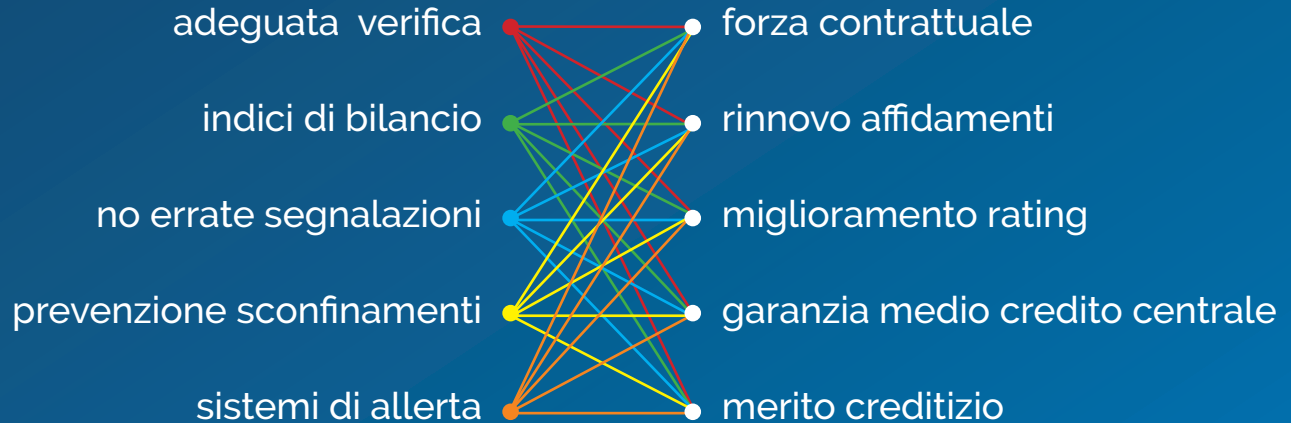 adeguata verifica
forza contrattuale
indici di bilancio
rinnovo affidamenti
no errate segnalazioni
miglioramento rating
prevenzione sconfinamenti
garanzia medio credito centrale
sistemi di allerta
merito creditizio